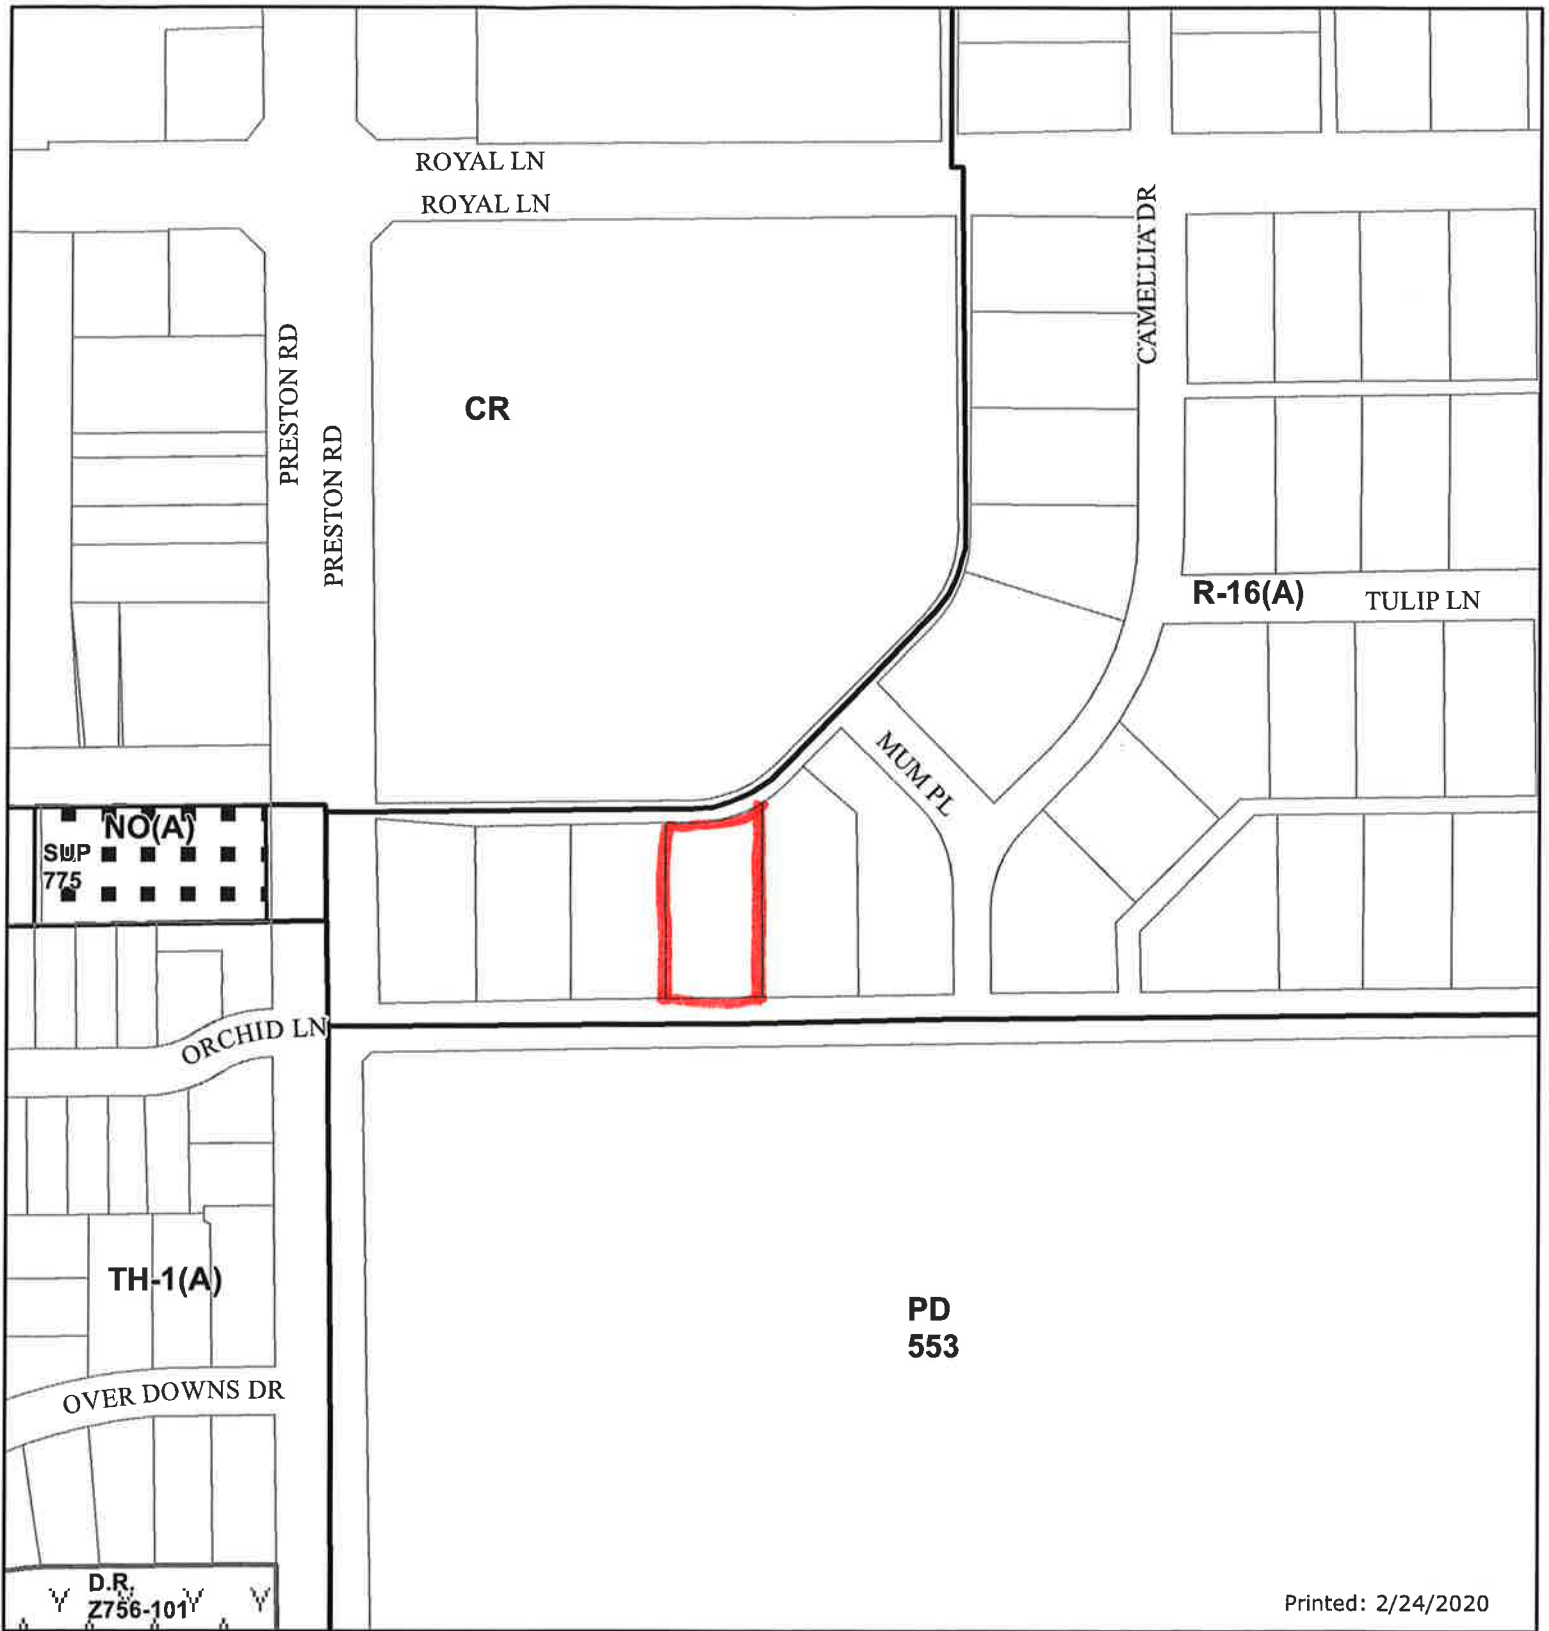 ROYAL LN
ROYAL LN
CAMELLIA DR
PRESTON RD
PRESTON RD
CR
R-16(A)
TULIP LN
MUM PL
NO(A)
SUP
775
ORCHID LN
TH-1(A)
PD
553
OVER DOWNS DR
D.R.
Z756-101
Printed: 2/24/2020